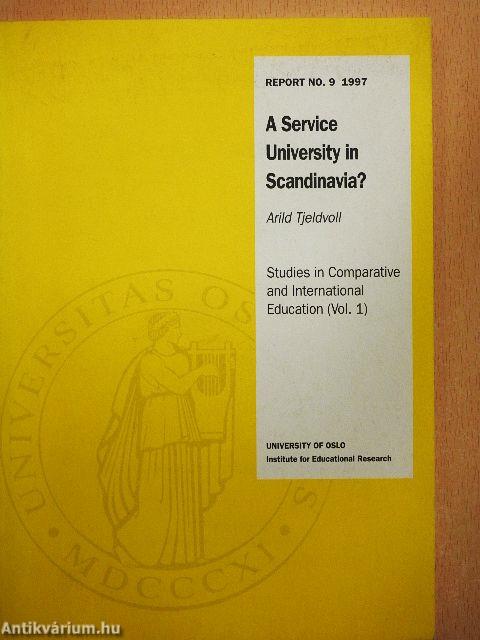 REPORT NO. 9 1997
A Service
University in
Scandinavia?
Arild Tjeldvoll
Studies in Comparative
and International
Education (Vol. 1)
UNIVERSITY OF OSLO
Institute for Educational Research
UNIVERSITAS OS
S
MDCCCXI
Antikvárium.hu